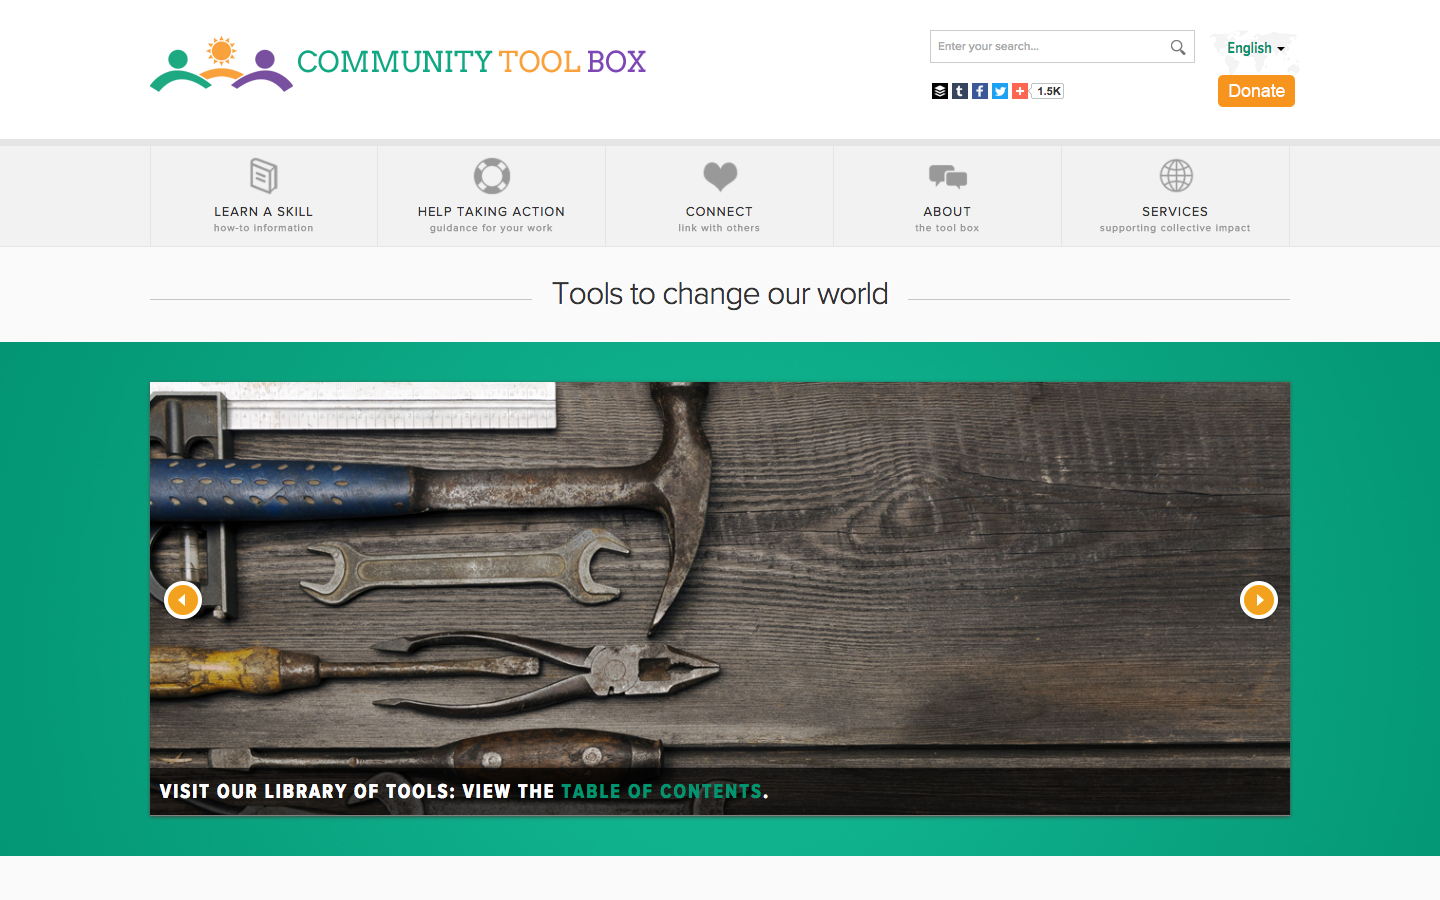 COMMUNITY TOOL BOX
Enter your search...
English
1.5K
Donate
LEARN A SKILL
how-to information
HELP TAKING ACTION
guidance for your work
CONNECT
link with others
ABOUT
the tool box
SERVICES
supporting collective impact
Tools to change our world
VISIT OUR LIBRARY OF TOOLS: VIEW THE TABLE OF CONTENTS.